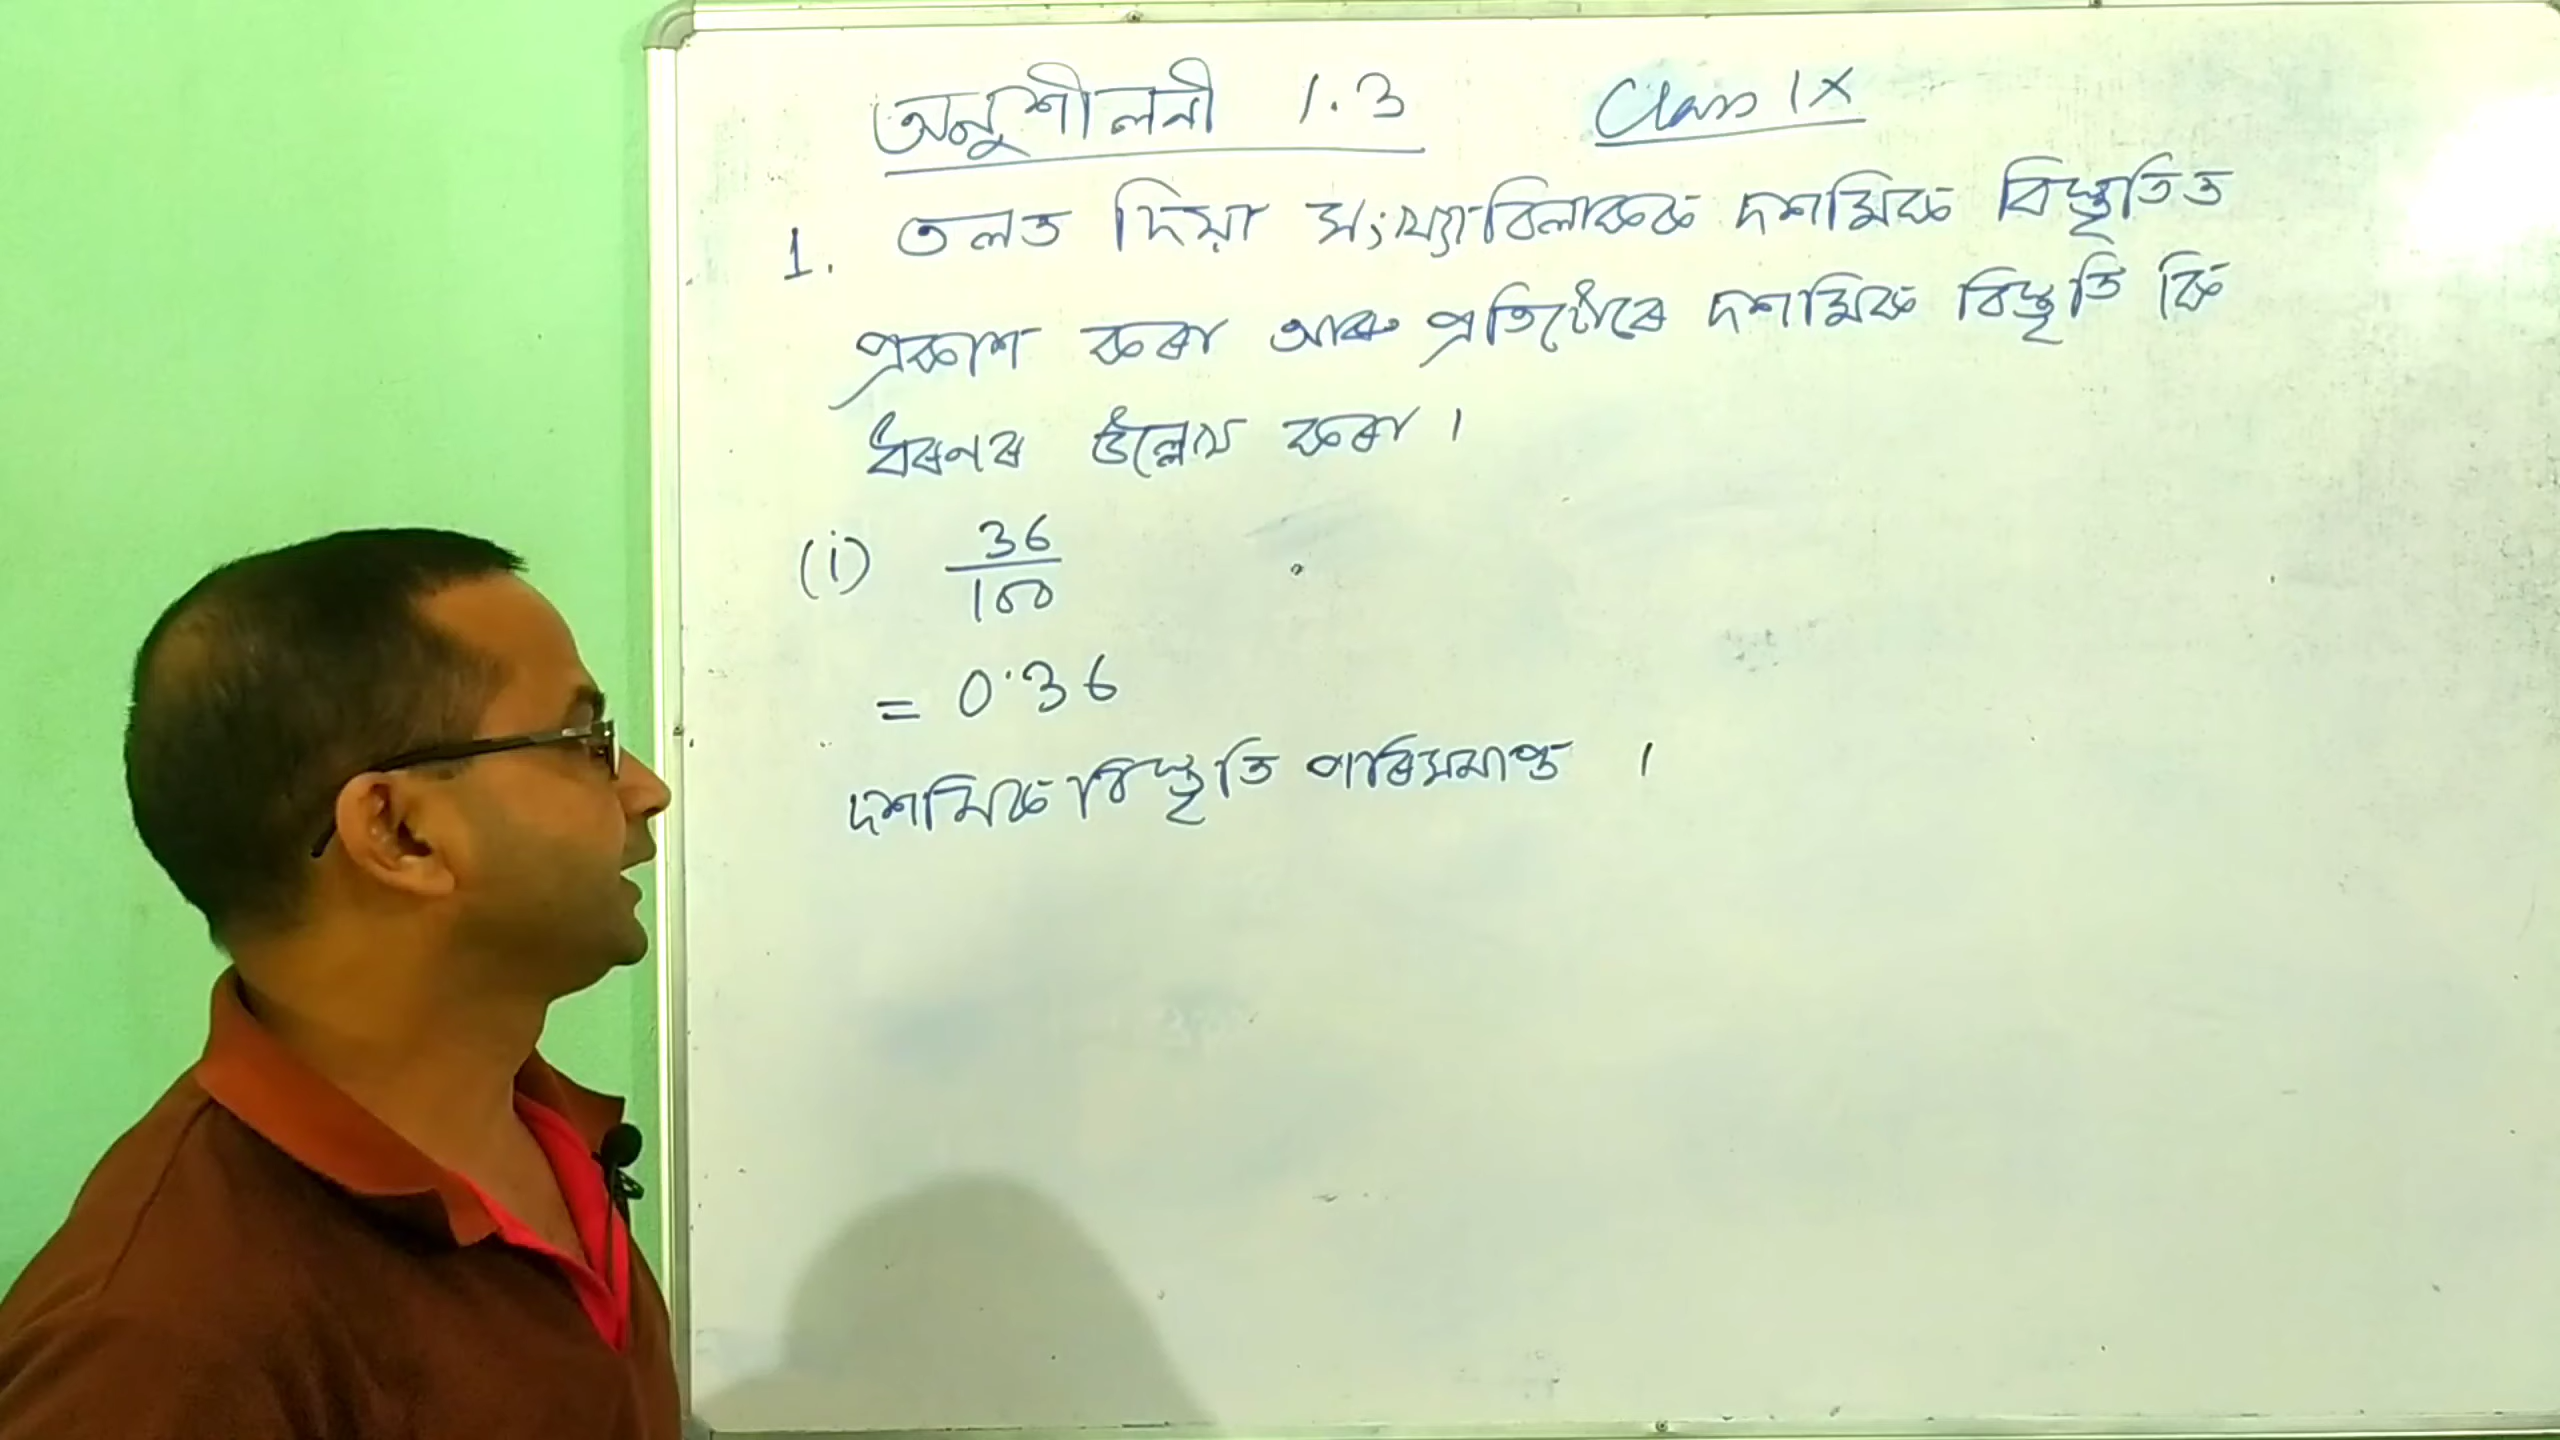 অনুশীলনী 1.3 Class IX
1. তলত দিয়া সংখ্যাবিলাকক দশমিক বিস্তৃতিত
প্ৰকাশ কৰা আৰু প্ৰতিটোৰে দশমিক বিস্তৃতি কি
ধৰণৰ উল্লেখ কৰা ।
(i) 36/100
= 0.36
দশমিক বিস্তৃতি পৰিসমাপ্ত ।